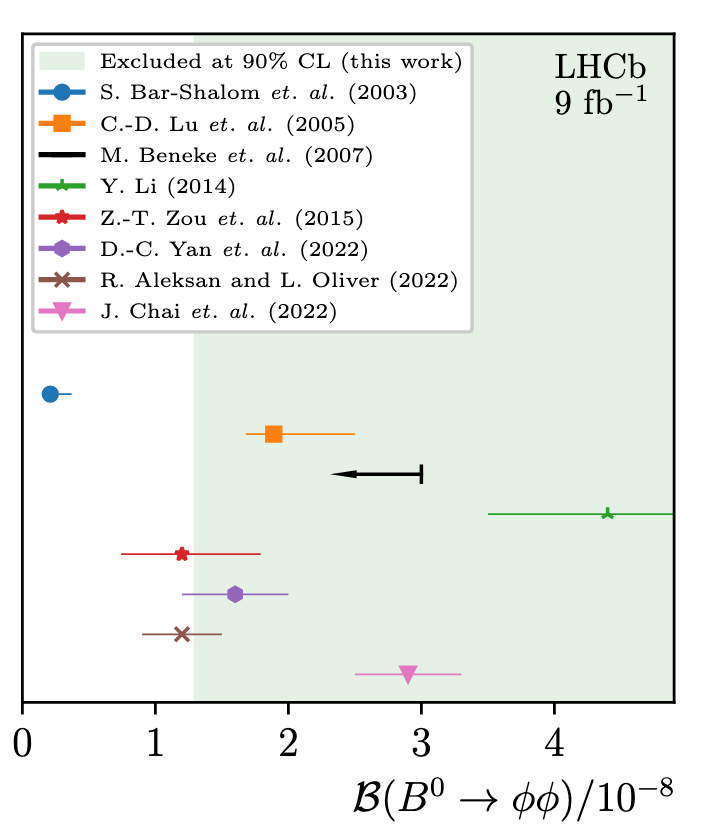 Excluded at 90% CL (this work)
S. Bar-Shalom et. al. (2003)
C.-D. Lu et. al. (2005)
M. Beneke et. al. (2007)
Y. Li (2014)
Z.-T. Zou et. al. (2015)
D.-C. Yan et. al. (2022)
R. Aleksan and L. Oliver (2022)
J. Chai et. al. (2022)
LHCb
9 fb⁻¹
0 1 2 3 4
𝓑(B⁰ → ϕϕ)/10⁻⁸